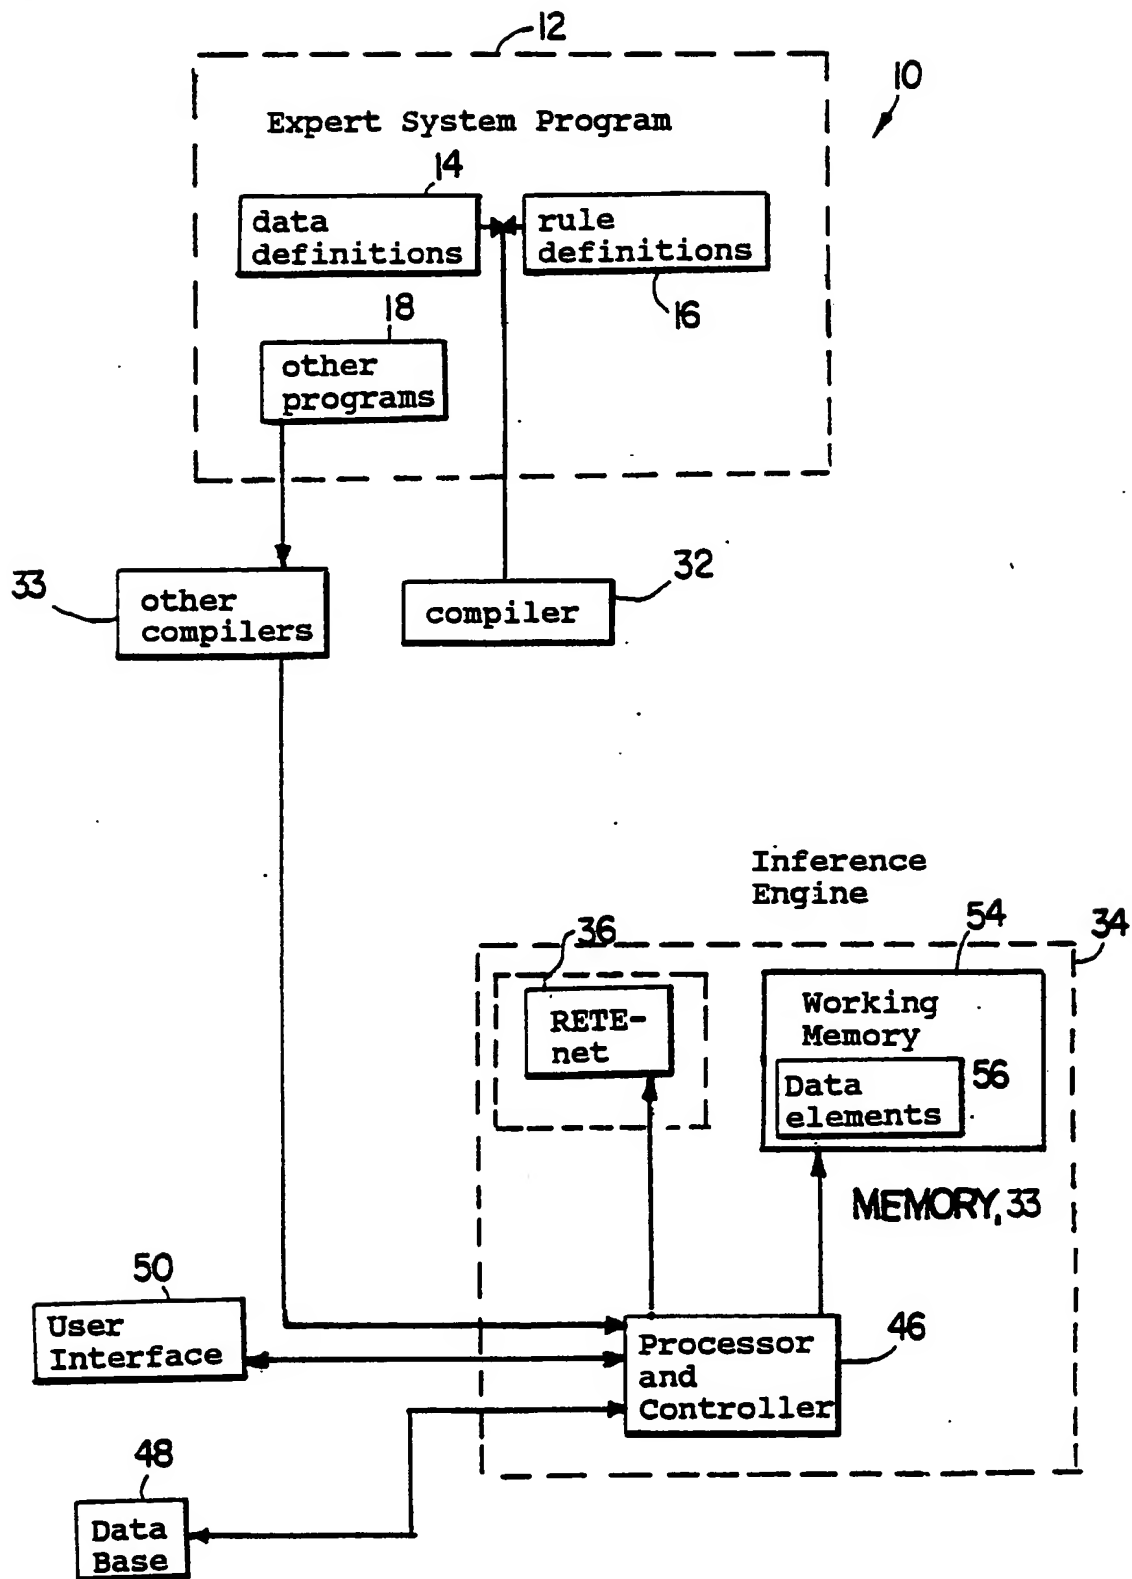 12
10
Expert System Program
14
data
definitions
rule
definitions
16
18
other
programs
33
other
compilers
32
compiler
Inference
Engine
36
54
34
RETE-
net
Working
Memory
56
Data
elements
MEMORY, 33
50
User
Interface
Processor
and
Controller
46
48
Data
Base